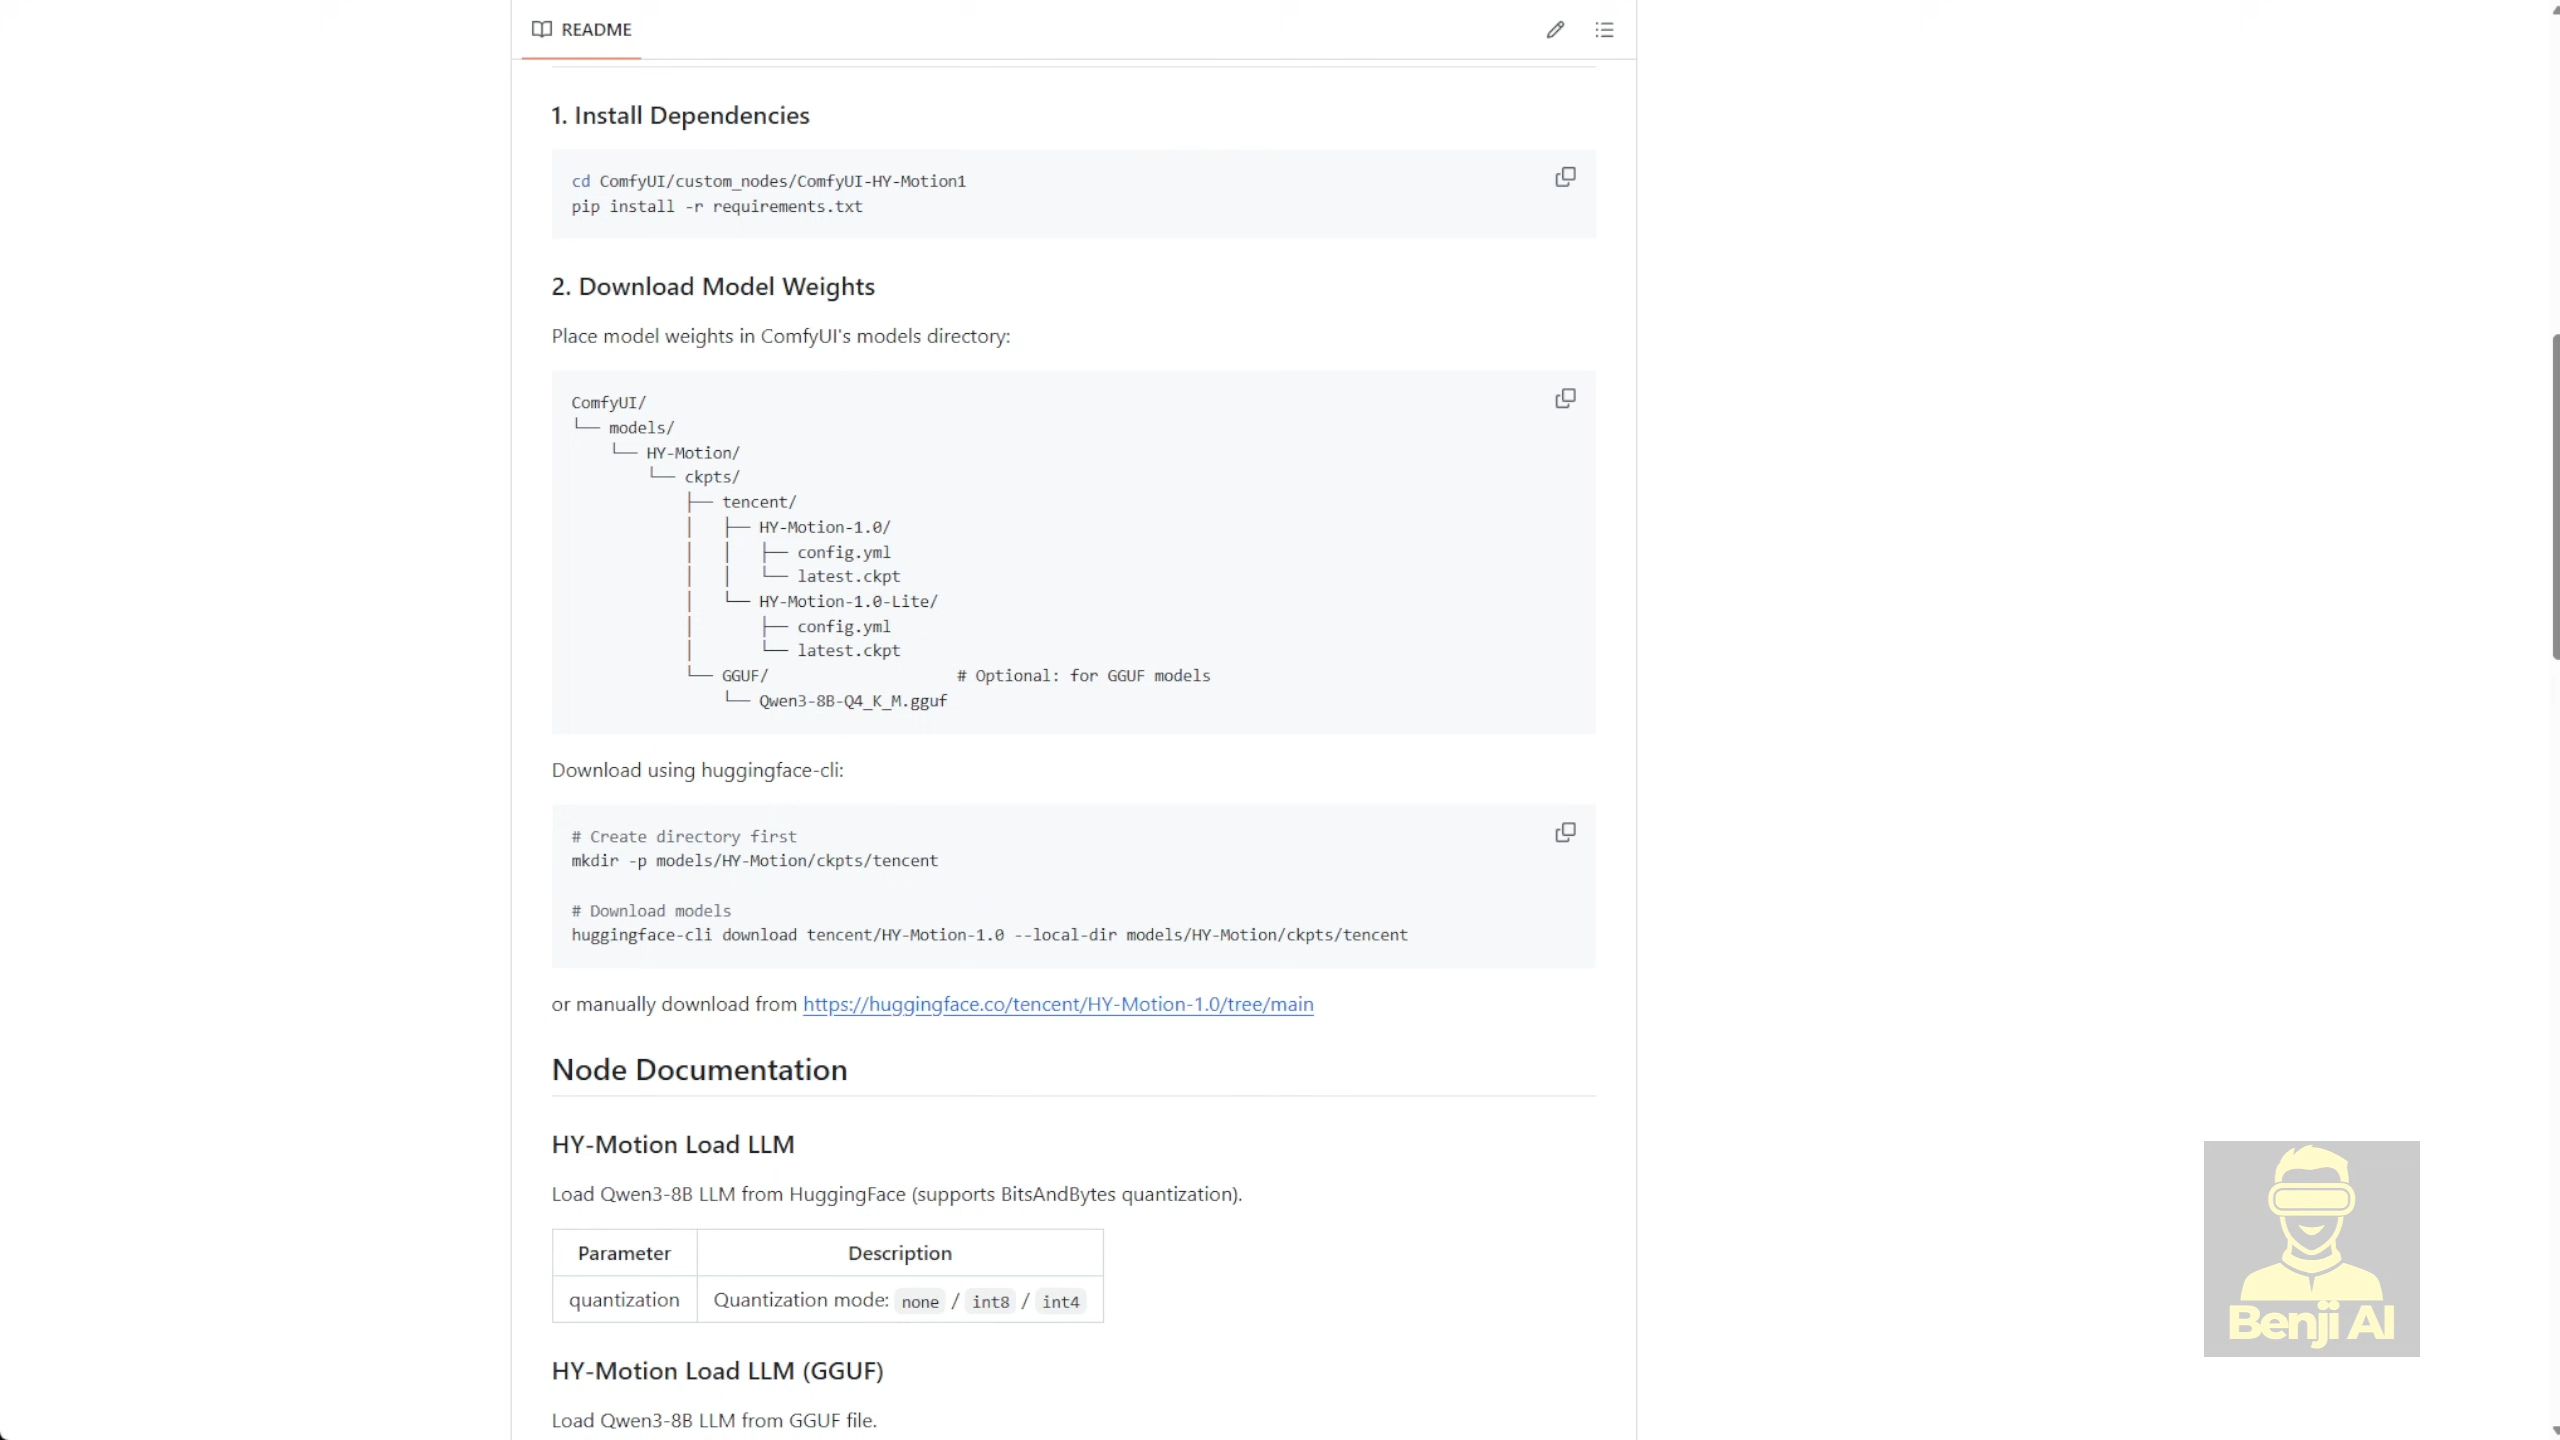 README
1. Install Dependencies
cd ComfyUI/custom_nodes/ComfyUI-HY-Motion1
pip install -r requirements.txt
2. Download Model Weights
Place model weights in ComfyUI's models directory:
ComfyUI/
└── models/
    └── HY-Motion/
        └── ckpts/
            ├── tencent/
            │   ├── HY-Motion-1.0/
            │   │   ├── config.yml
            │   │   └── latest.ckpt
            │   └── HY-Motion-1.0-Lite/
            │       ├── config.yml
            │       └── latest.ckpt
            └── GGUF/                    # Optional: for GGUF models
                └── Qwen3-8B-Q4_K_M.gguf
Download using huggingface-cli:
# Create directory first
mkdir -p models/HY-Motion/ckpts/tencent
# Download models
huggingface-cli download tencent/HY-Motion-1.0 --local-dir models/HY-Motion/ckpts/tencent
or manually download from https://huggingface.co/tencent/HY-Motion-1.0/tree/main
Node Documentation
HY-Motion Load LLM
Load Qwen3-8B LLM from HuggingFace (supports BitsAndBytes quantization).
Parameter Description
quantization Quantization mode: none / int8 / int4
HY-Motion Load LLM (GGUF)
Load Qwen3-8B LLM from GGUF file.
Benji AI